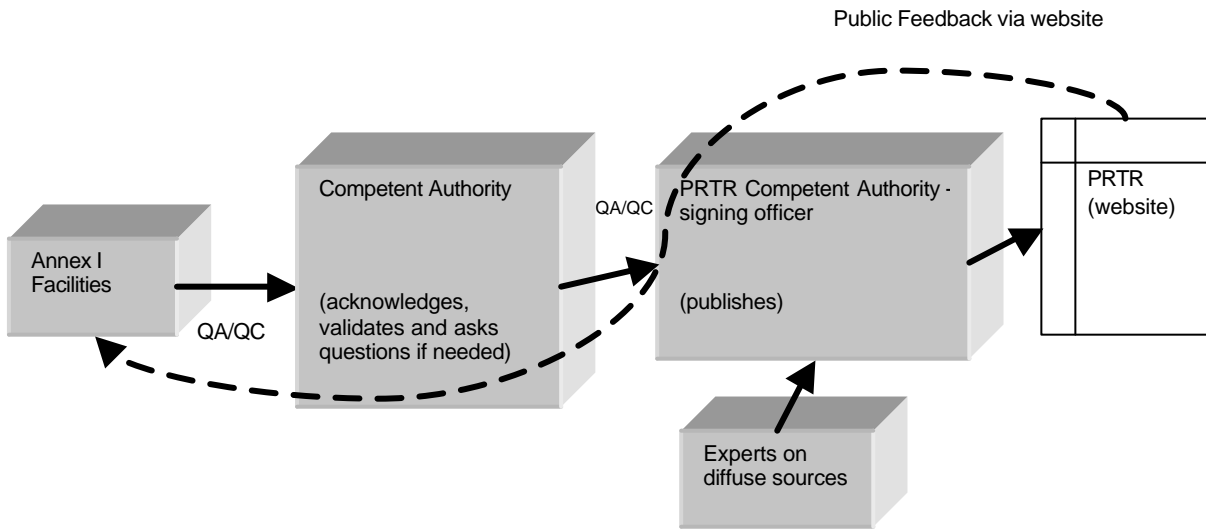 Public Feedback via website
Competent Authority
(acknowledges,
validates and asks
questions if needed)
QA/QC
PRTR Competent Authority -
signing officer
(publishes)
PRTR
(website)
Annex I
Facilities
QA/QC
Experts on
diffuse sources